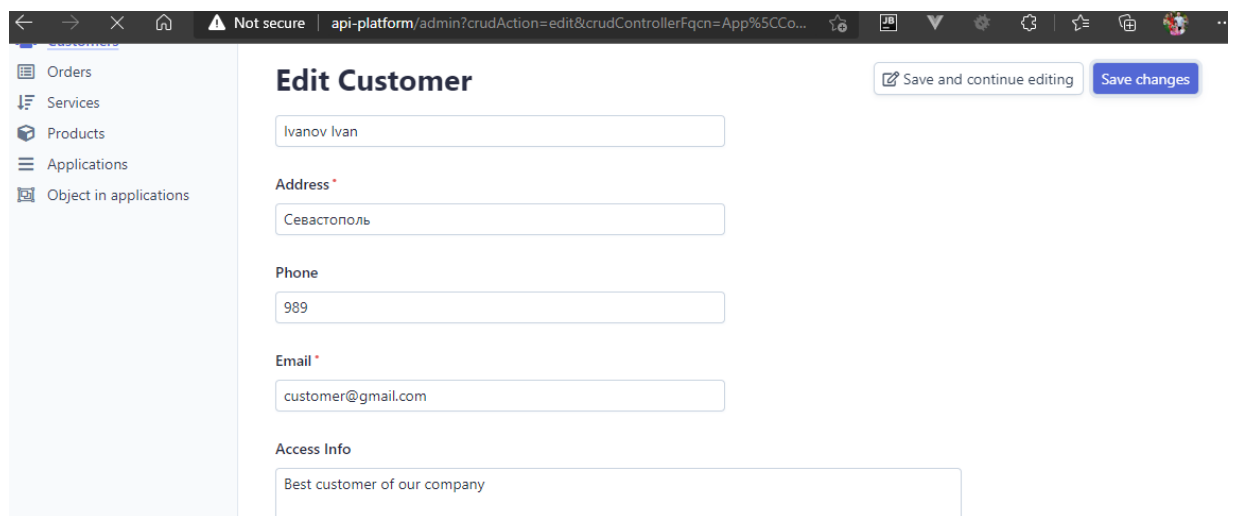 Not secure | api-platform/admin?crudAction=edit&crudControllerFqcn=App%5CCo...
JB
Customers
Orders
Services
Products
Applications
Object in applications
Edit Customer
Save and continue editing
Save changes
Ivanov Ivan
Address*
Севастополь
Phone
989
Email*
customer@gmail.com
Access Info
Best customer of our company